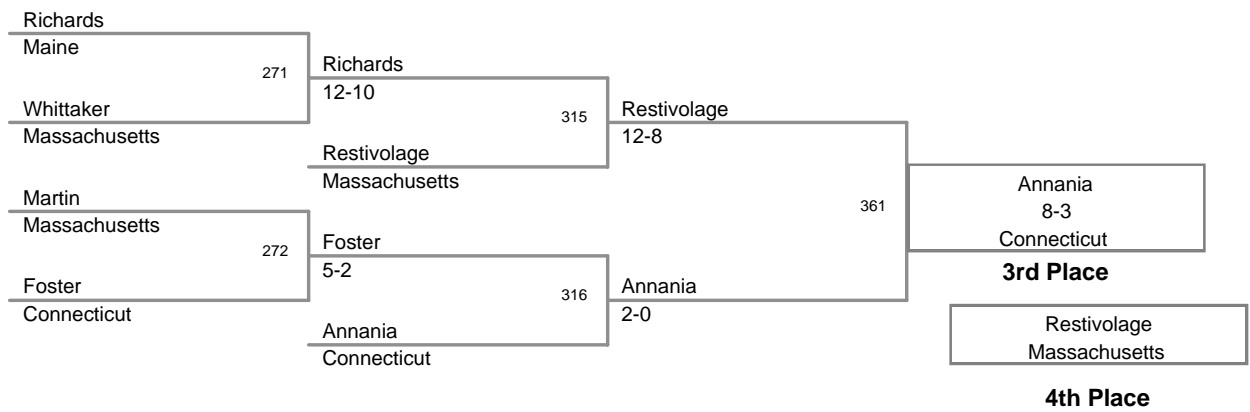 Richards
Maine
271
Richards
12-10
Whittaker
Massachusetts
315
Restivolage
12-8
Restivolage
Massachusetts
Martin
Massachusetts
361
Annania
8-3
Connecticut
3rd Place
272
Foster
5-2
Foster
Connecticut
316
Annania
2-0
Annania
Connecticut
Restivolage
Massachusetts
4th Place